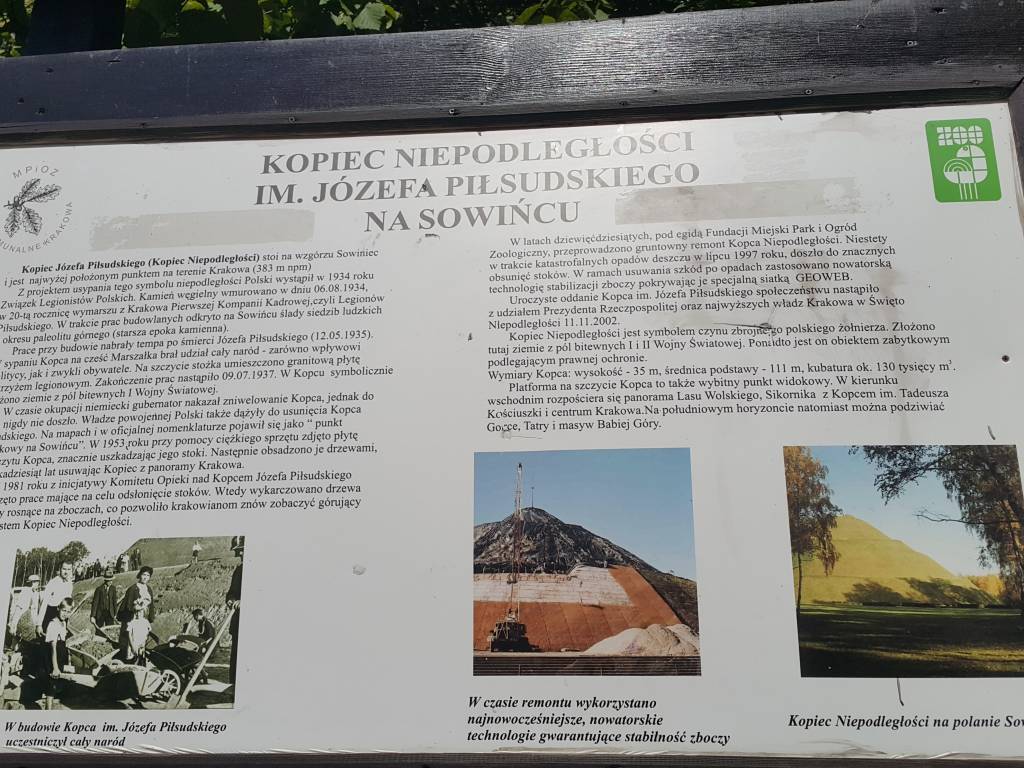 MPiOZ
KRAKOWA
ZOO
KOPIEC NIEPODLEGŁOŚCI
IM. JÓZEFA PIŁSUDSKIEGO
NA SOWIŃCU
Kopiec Józefa Piłsudskiego (Kopiec Niepodległości) stoi na wzgórzu Sowiniec
i jest najwyżej położonym punktem na terenie Krakowa (383 m npm)
Z projektem usypania tego symbolu niepodległości Polski wystąpił w 1934 roku
Związek Legionistów Polskich. Kamień węgielny wmurowano w dniu 06.08.1934,
w 20-tą rocznicę wymarszu z Krakowa Pierwszej Kompanii Kadrowej,czyli Legionów
Piłsudskiego. W trakcie prac budowlanych odkryto na Sowińcu ślady siedzib ludzkich
okresu paleolitu górnego (starsza epoka kamienna).
Prace przy budowie nabrały tempa po śmierci Józefa Piłsudskiego (12.05.1935).
sypaniu Kopca na cześć Marszałka brał udział cały naród - zarówno wpływowi
litycy, jak i zwykli obywatele. Na szczycie stożka umieszczono granitową płytę
rzyżem legionowym. Zakończenie prac nastąpiło 09.07.1937. W Kopcu symbolicznie
żono ziemie z pól bitewnych I Wojny Światowej.
W czasie okupacji niemiecki gubernator nakazał zniwelowanie Kopca, jednak do
nigdy nie doszło. Władze powojennej Polski także dążyły do usunięcia Kopca
udskiego. Na mapach i w oficjalnej nomenklaturze pojawił się jako “ punkt
kowy na Sowińcu”. W 1953 roku przy pomocy ciężkiego sprzętu zdjęto płytę
czytu Kopca, znacznie uszkadzając jego stoki. Następnie obsadzono je drzewami,
kadziesiąt lat usuwając Kopiec z panoramy Krakowa.
1981 roku z inicjatywy Komitetu Opieki nad Kopcem Józefa Piłsudskiego
zęto prace mające na celu odsłonięcie stoków. Wtedy wykarczowano drzewa
y rosnące na zboczach, co pozwoliło krakowianom znów zobaczyć górujący
stem Kopiec Niepodległości.
W latach dziewięćdziesiątych, pod egidą Fundacji Miejski Park i Ogród
Zoologiczny, przeprowadzono gruntowny remont Kopca Niepodległości. Niestety
w trakcie katastrofalnych opadów deszczu w lipcu 1997 roku, doszło do znacznych
obsunięć stoków. W ramach usuwania szkód po opadach zastosowano nowatorską
technologię stabilizacji zboczy pokrywając je specjalną siatką GEOWEB.
Uroczyste oddanie Kopca im. Józefa Piłsudskiego społeczeństwu nastąpiło
z udziałem Prezydenta Rzeczpospolitej oraz najwyższych władz Krakowa w Święto
Niepodległości 11.11.2002.
Kopiec Niepodległości jest symbolem czynu zbrojnego polskiego żołnierza. Złożono
tutaj ziemie z pól bitewnych I i II Wojny Światowej. Ponadto jest on obiektem zabytkowym
podlegającym prawnej ochronie.
Wymiary Kopca: wysokość - 35 m, średnica podstawy - 111 m, kubatura ok. 130 tysięcy m³.
Platforma na szczycie Kopca to także wybitny punkt widokowy. W kierunku
wschodnim rozpościera się panorama Lasu Wolskiego, Sikornika z Kopcem im. Tadeusza
Kościuszki i centrum Krakowa.Na południowym horyzoncie natomiast można podziwiać
Gorce, Tatry i masyw Babiej Góry.
W budowie Kopca im. Józefa Piłsudskiego
uczestniczył cały naród
W czasie remontu wykorzystano
najnowocześniejsze, nowatorskie
technologie gwarantujące stabilność zboczy
Kopiec Niepodległości na polanie Sow